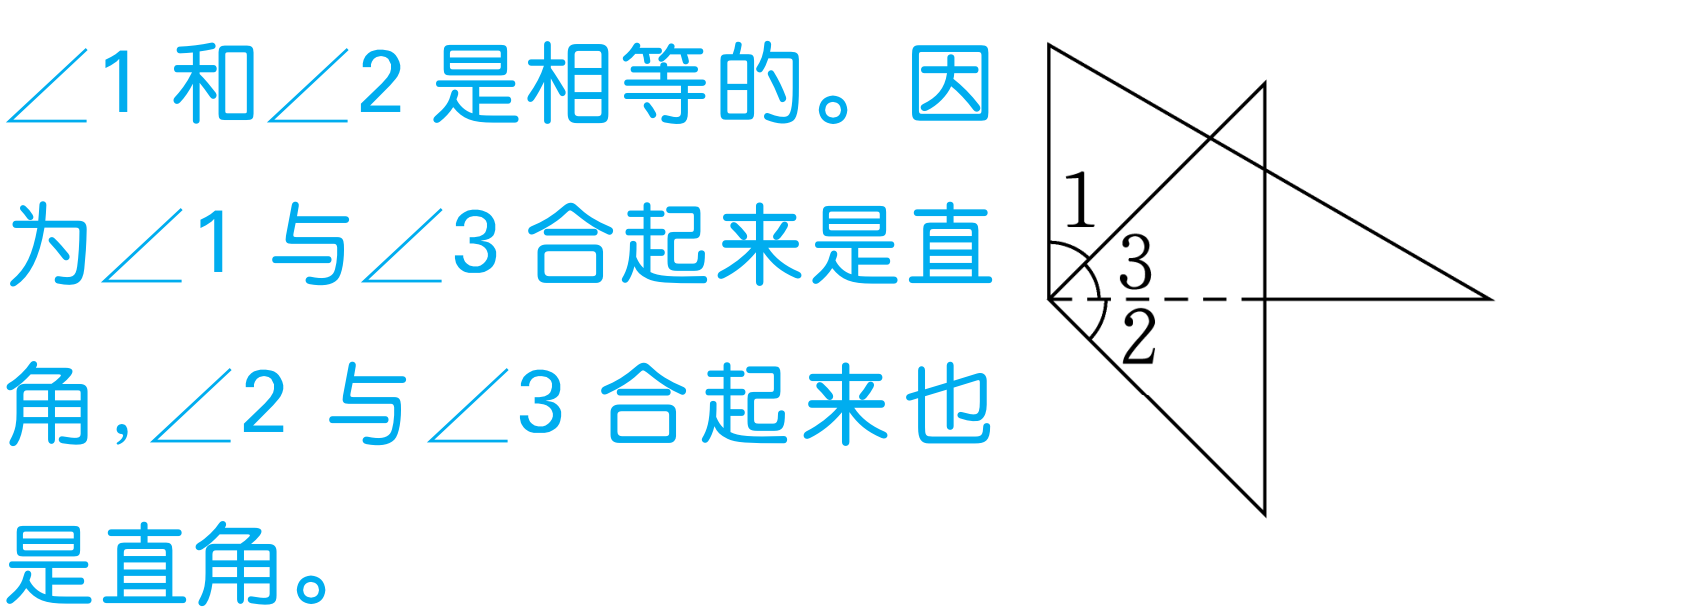 ∠1 和∠2 是相等的。因
为∠1 与∠3 合起来是直
角,∠2 与∠3 合起来也
是直角。
1
3
2